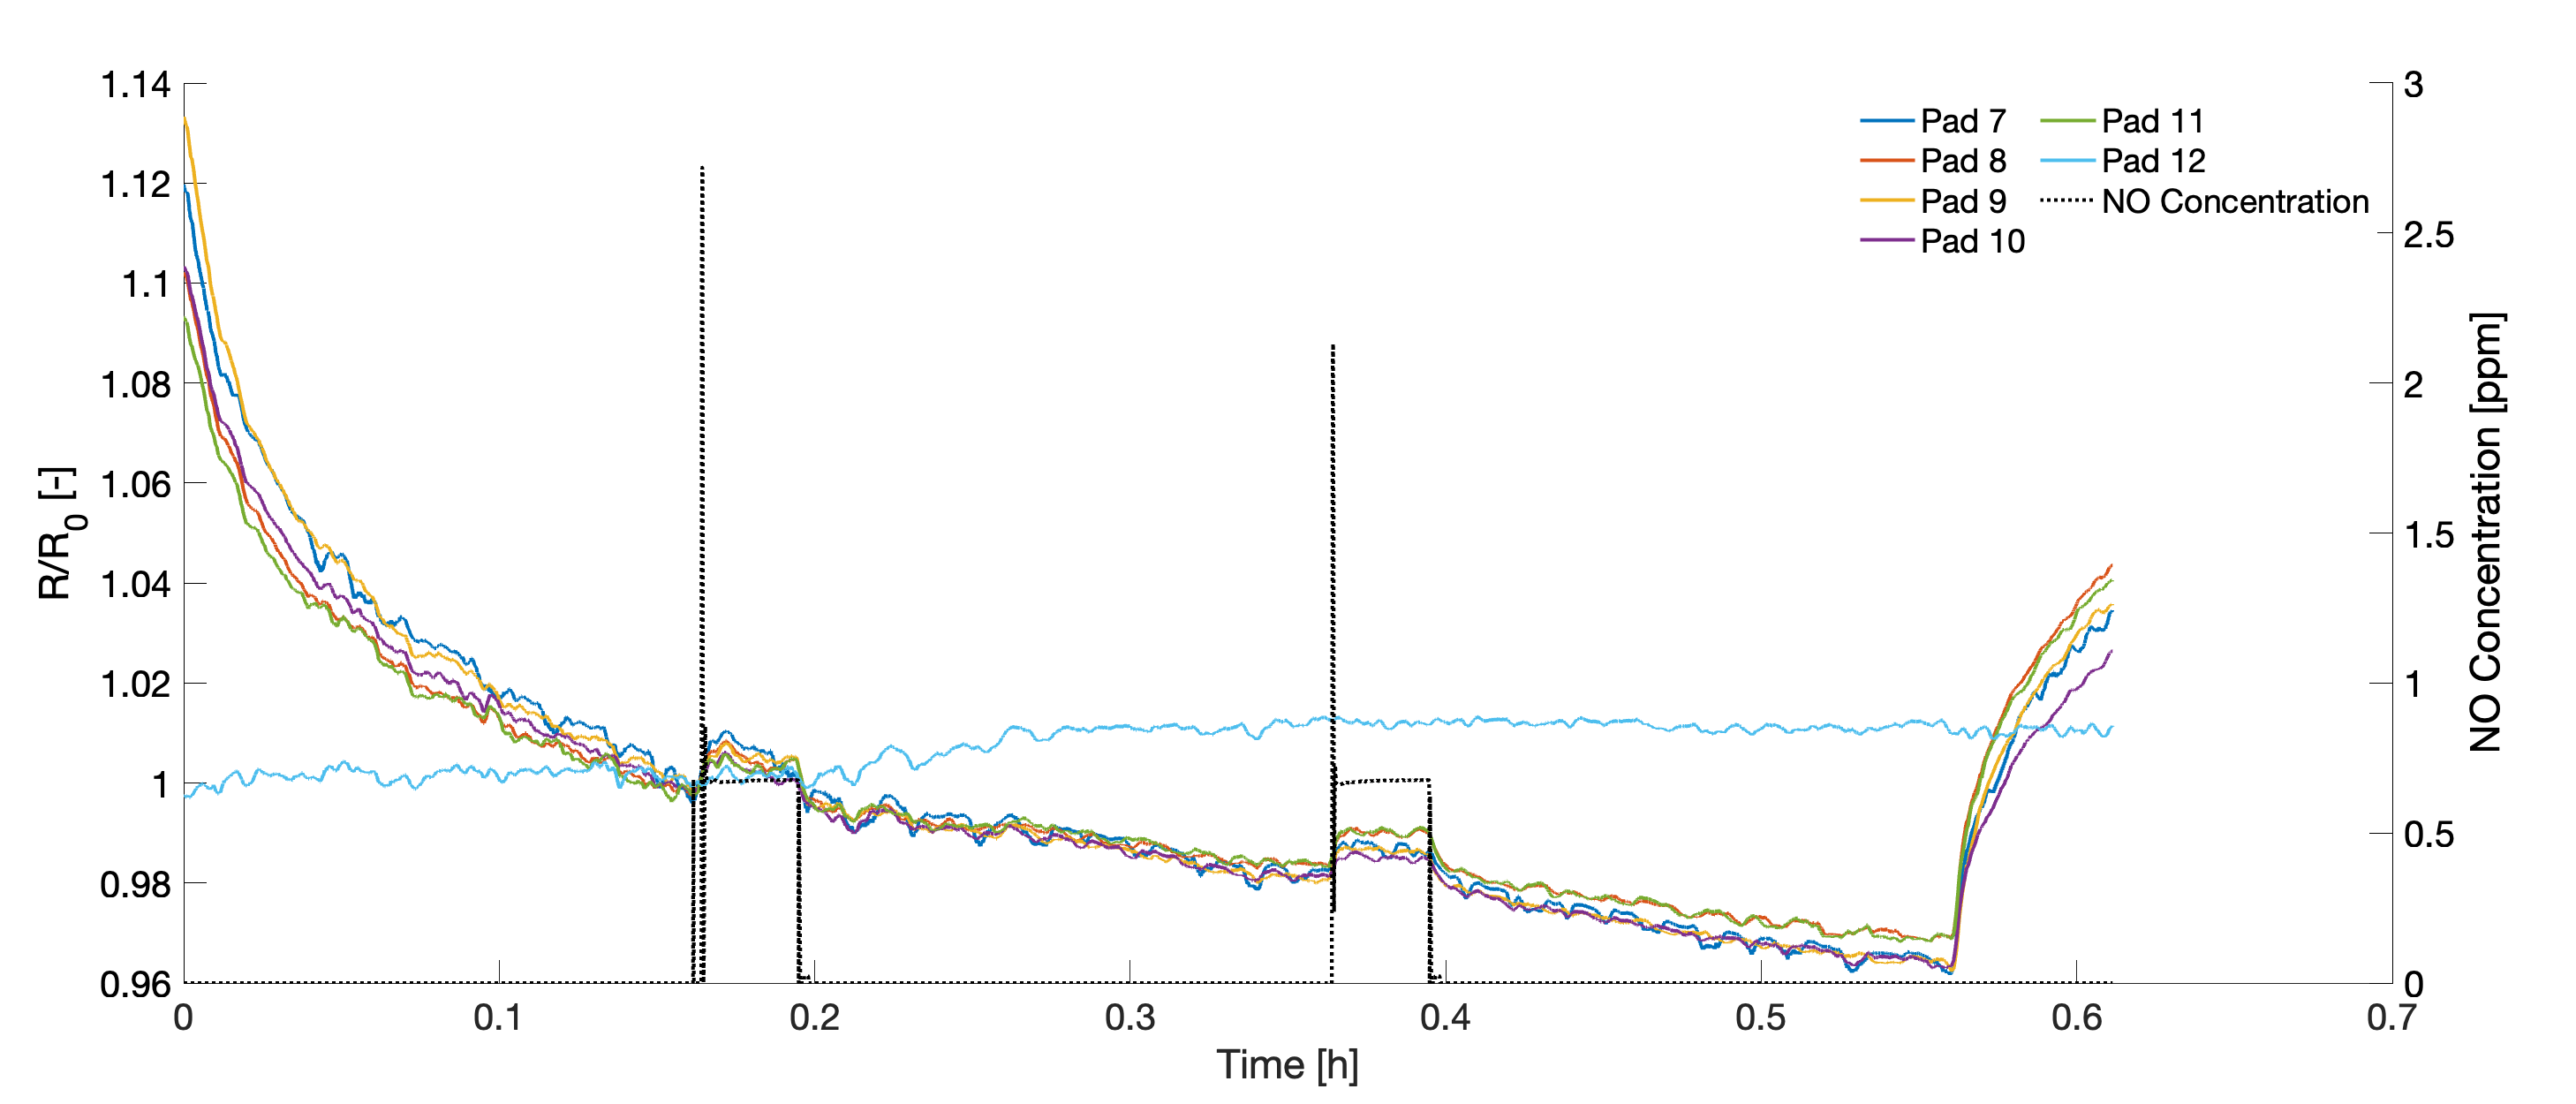 1.14
1.12
1.1
1.08
1.06
1.04
1.02
1
0.98
0.96
R/R0 [-]
0
0.1
0.2
0.3
0.4
0.5
0.6
0.7
Time [h]
3
2.5
2
1.5
1
0.5
0
NO Concentration [ppm]
Pad 7
Pad 8
Pad 9
Pad 10
Pad 11
Pad 12
NO Concentration